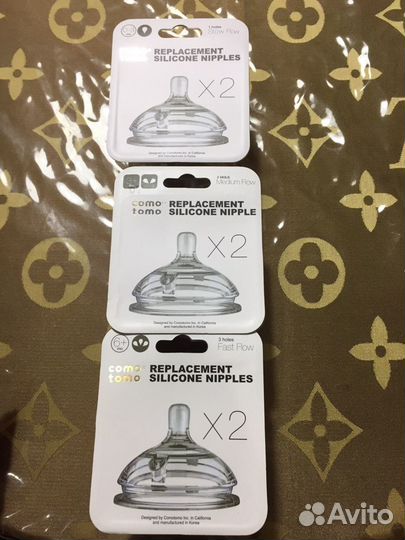 1 holes
Slow Flow
REPLACEMENT
SILICONE NIPPLES
X2
Designed by Comotomo Inc. in California
and manufactured in Korea
HOLE
Medium Flow
como
tomo
REPLACEMENT
SILICONE NIPPLE
X2
Designed by Comotomo Inc. in California
and manufactured in Korea
6+
3 holes
Fast Flow
como
tomo
REPLACEMENT
SILICONE NIPPLES
X2
Designed by Comotomo Inc. in California
and manufactured in Korea
Avito